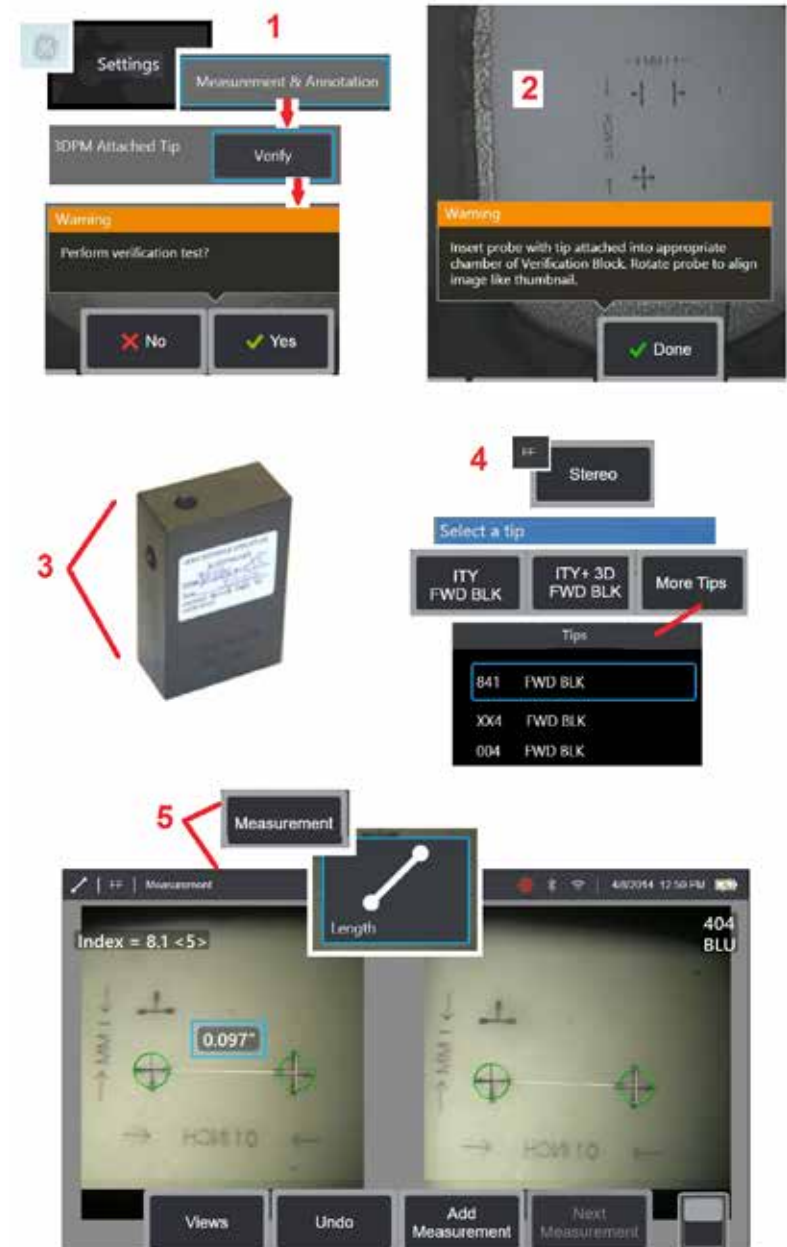 1
Settings
Measurement & Annotation
3DPM Attached Tip
Verify
Warning
Perform verification test?
No
Yes
2
Warning
Insert probe with tip attached into appropriate
chamber of Verification Block. Rotate probe to align
image like thumbnail.
Done
3
4
FF
Stereo
Select a tip
ITY
FWD BLK
ITY+ 3D
FWD BLK
More Tips
Tips
841 FWD BLK
XX4 FWD BLK
004 FWD BLK
5
Measurement
Length
FF
Measurement
4/8/2014 12:59 PM
Index = 8.1 <5>
404
BLU
0.097"
Views
Undo
Add
Measurement
Next
Measurement